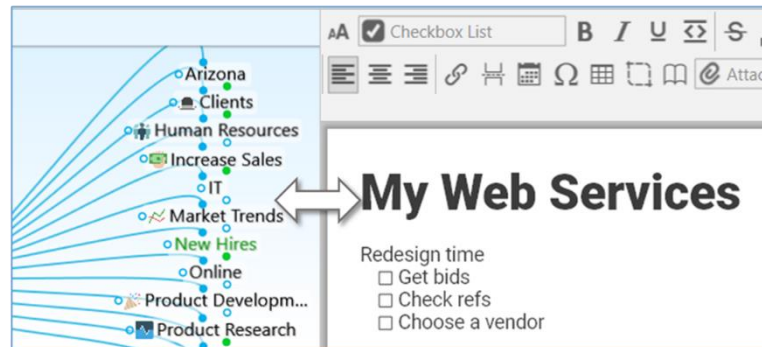 AA Checkbox List B I U S
Ω Attac
Arizona
Clients
Human Resources
Increase Sales
IT
Market Trends
New Hires
Online
Product Developm...
Product Research
My Web Services
Redesign time
Get bids
Check refs
Choose a vendor